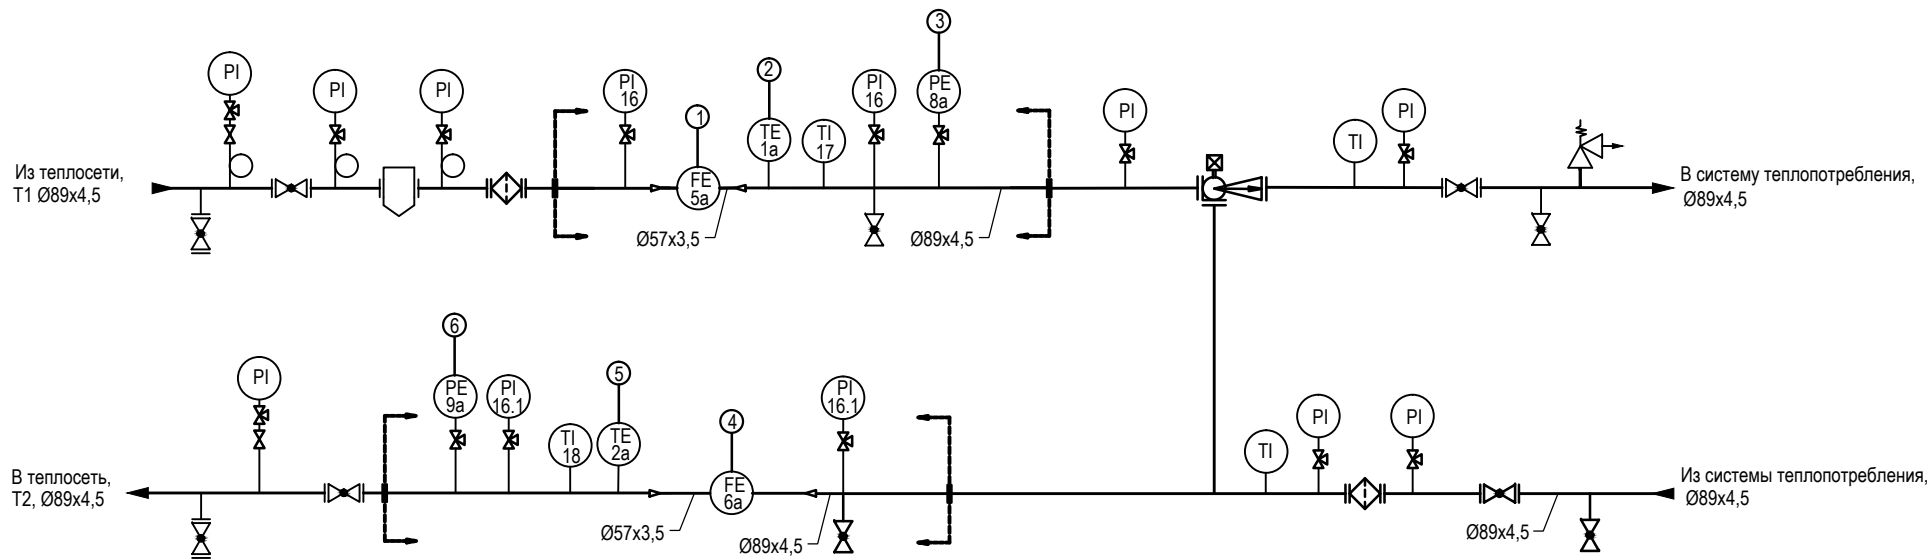 3
2
PI
PI
PI
PI
16
PI
16
PE
8a
PI
PI
1
TE
1a
TI
17
TI
Из теплосети,
Т1 Ø89x4,5
FE
5a
В систему теплопотребления,
Ø89x4,5
Ø57x3,5
Ø89x4,5
6
5
4
PI
PE
9a
PI
16.1
PI
16.1
PI
PI
TI
18
TE
2a
TI
В теплосеть,
Т2, Ø89x4,5
FE
6a
Из системы теплопотребления,
Ø89x4,5
Ø57x3,5
Ø89x4,5
Ø89x4,5